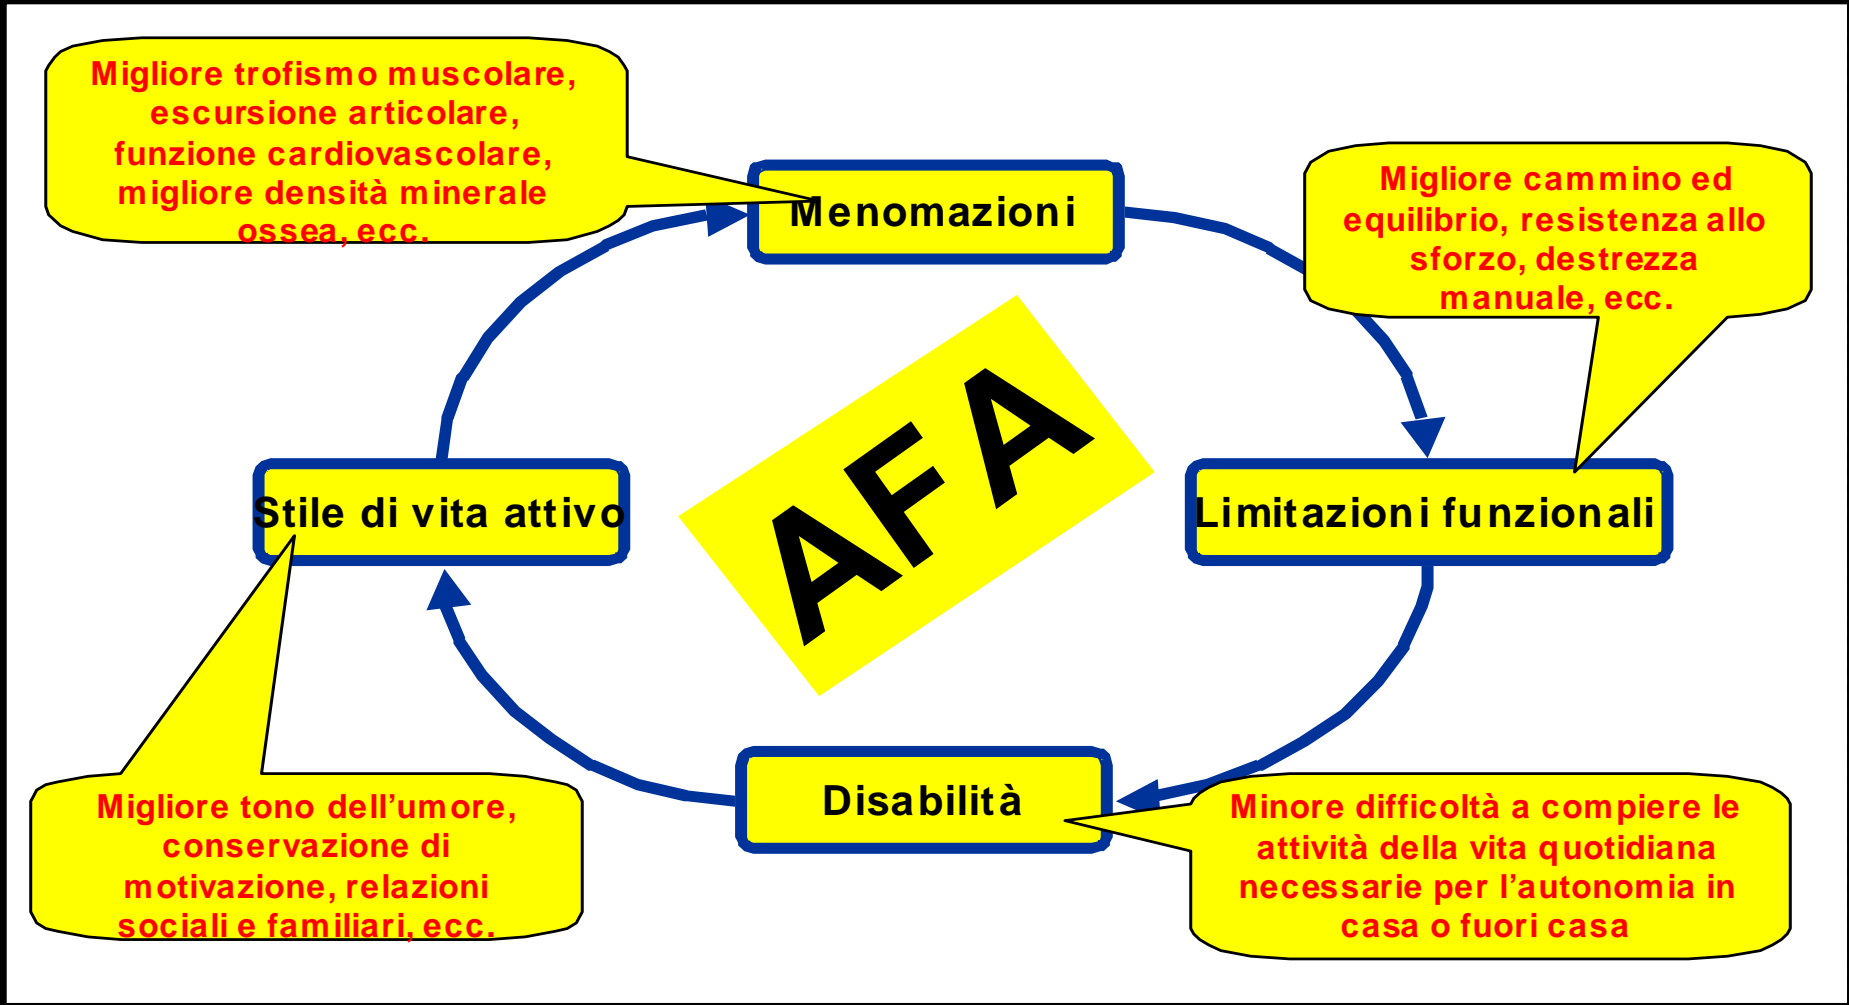 Migliore trofismo muscolare,
escursione articolare,
funzione cardiovascolare,
migliore densità minerale
ossea, ecc.
Menomazioni
Migliore cammino ed
equilibrio, resistenza allo
sforzo, destrezza
manuale, ecc.
AFA
Stile di vita attivo
Limitazioni funzionali
Disabilità
Migliore tono dell’umore,
conservazione di
motivazione, relazioni
sociali e familiari, ecc.
Minore difficoltà a compiere le
attività della vita quotidiana
necessarie per l’autonomia in
casa o fuori casa